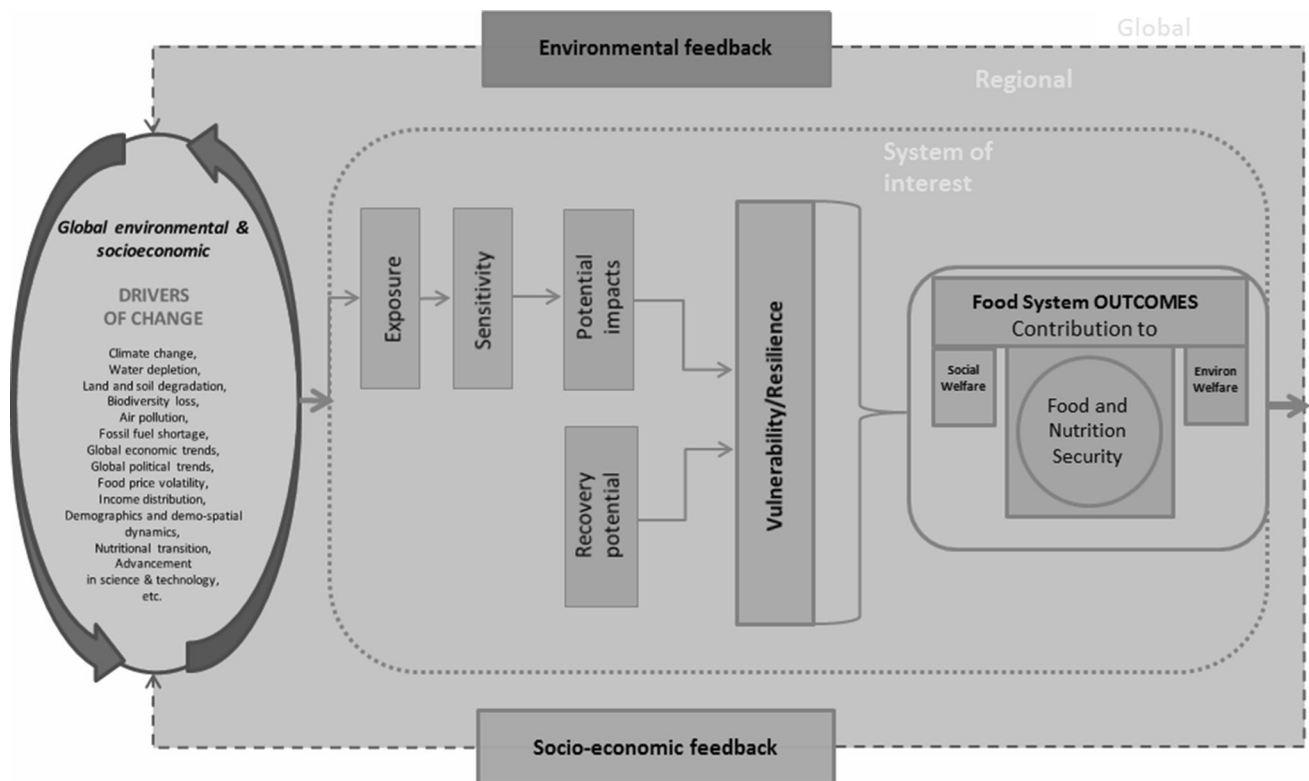 Global
Environmental feedback
Regional
System of
interest
Global environmental &
socioeconomic
DRIVERS
OF CHANGE
Climate change,
Water depletion,
Land and soil degradation,
Biodiversity loss,
Air pollution,
Fossil fuel shortage,
Global economic trends,
Global political trends,
Food price volatility,
Income distribution,
Demographics and demo-spatial
dynamics,
Nutritional transition,
Advancement
in science & technology,
etc.
Exposure
Sensitivity
Potential
impacts
Recovery
potential
Vulnerability/Resilience
Food System OUTCOMES
Contribution to
Social
Welfare
Food and
Nutrition
Security
Environ
Welfare
Socio-economic feedback